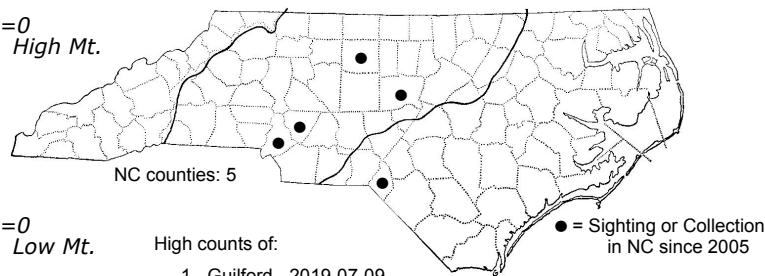 =0
High Mt.
NC counties: 5
=0
Low Mt.
High counts of:
1 - Guilford - 2019-07-09
● = Sighting or Collection
in NC since 2005